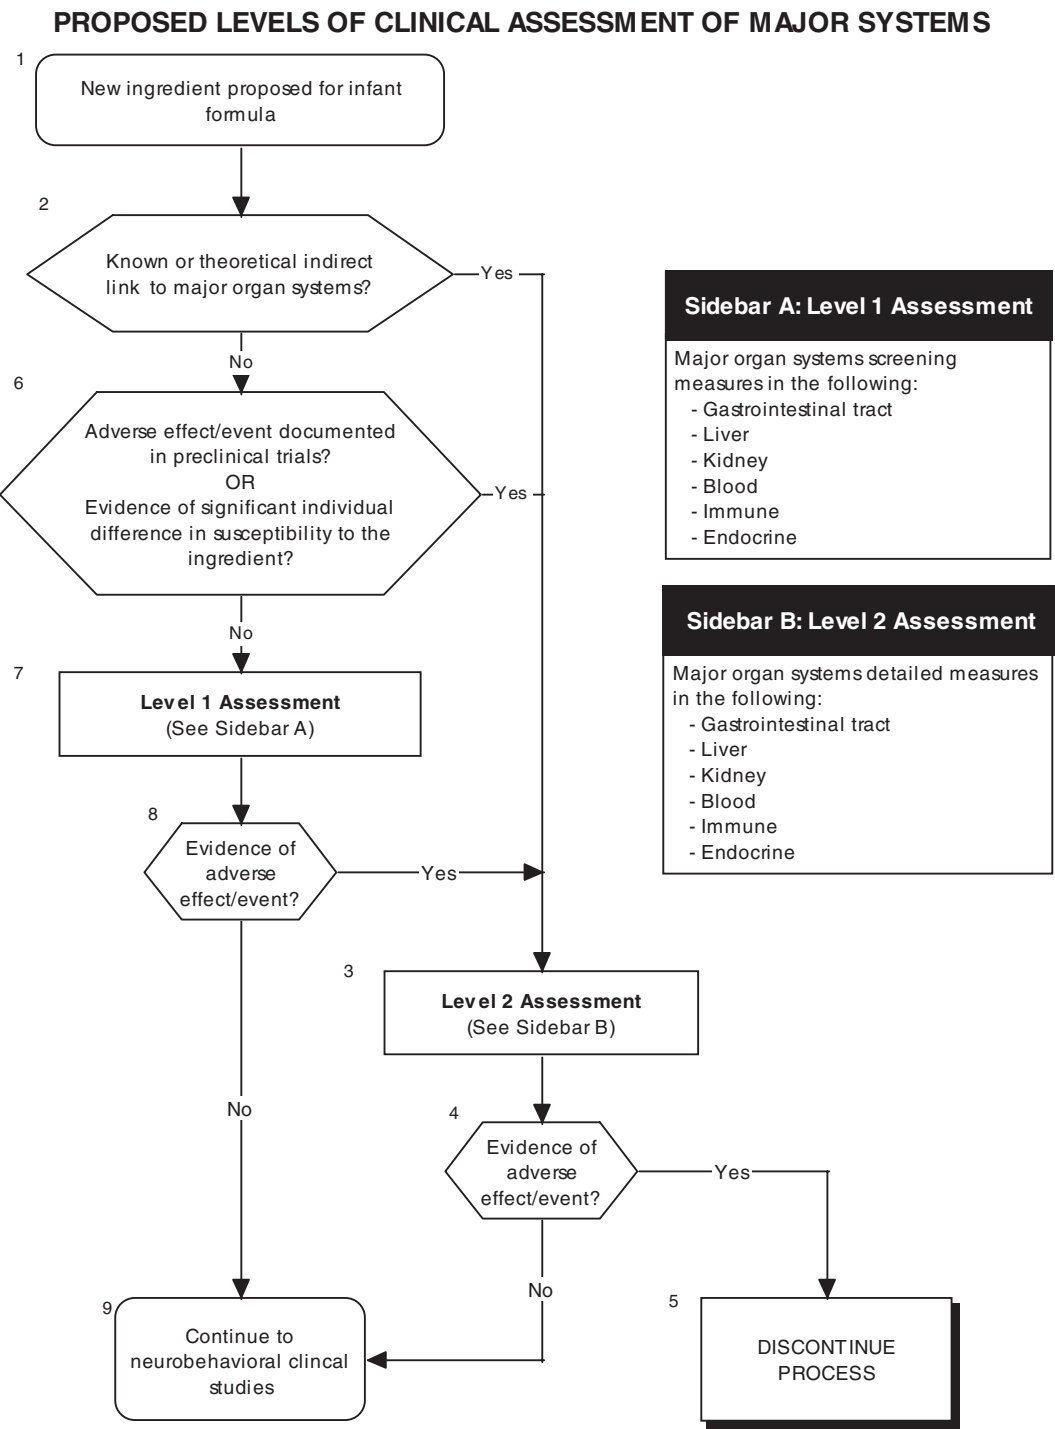 PROPOSED LEVELS OF CLINICAL ASSESSMENT OF MAJOR SYSTEMS
1
New ingredient proposed for infant
formula
2
Known or theoretical indirect
link to major organ systems?
Yes
No
6
Adverse effect/event documented
in preclinical trials?
OR
Evidence of significant individual
difference in susceptibility to the
ingredient?
Yes
No
7
Level 1 Assessment
(See Sidebar A)
8
Evidence of
adverse
effect/event?
Yes
No
3
Level 2 Assessment
(See Sidebar B)
4
Evidence of
adverse
effect/event?
Yes
No
5
DISCONTINUE
PROCESS
9
Continue to
neurobehavioral clincal
studies
Sidebar A: Level 1 Assessment
Major organ systems screening
measures in the following:
- Gastrointestinal tract
- Liver
- Kidney
- Blood
- Immune
- Endocrine
Sidebar B: Level 2 Assessment
Major organ systems detailed measures
in the following:
- Gastrointestinal tract
- Liver
- Kidney
- Blood
- Immune
- Endocrine